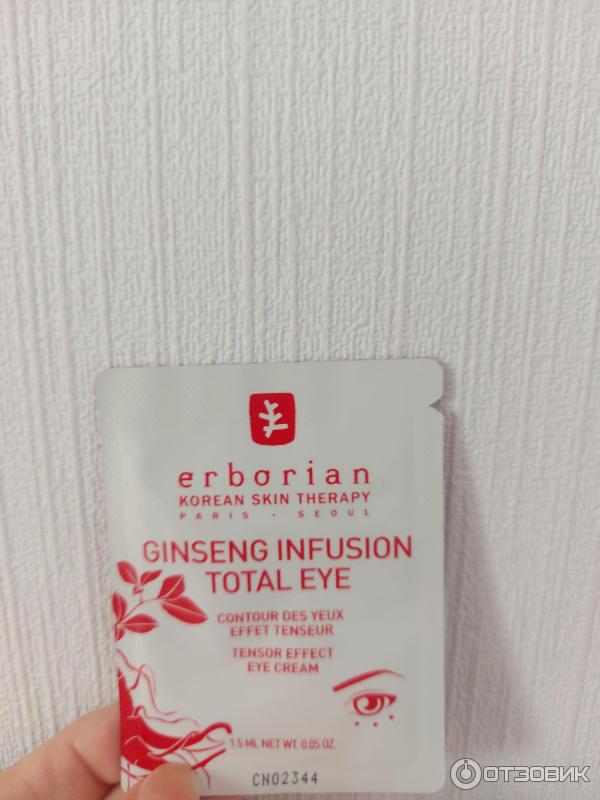 erborian
KOREAN SKIN THERAPY
PARIS · SEOUL
GINSENG INFUSION
TOTAL EYE
CONTOUR DES YEUX
EFFET TENSEUR
TENSOR EFFECT
EYE CREAM
1.5 ML NET WT. 0.05 OZ.
CN02344
ОТЗОВИК